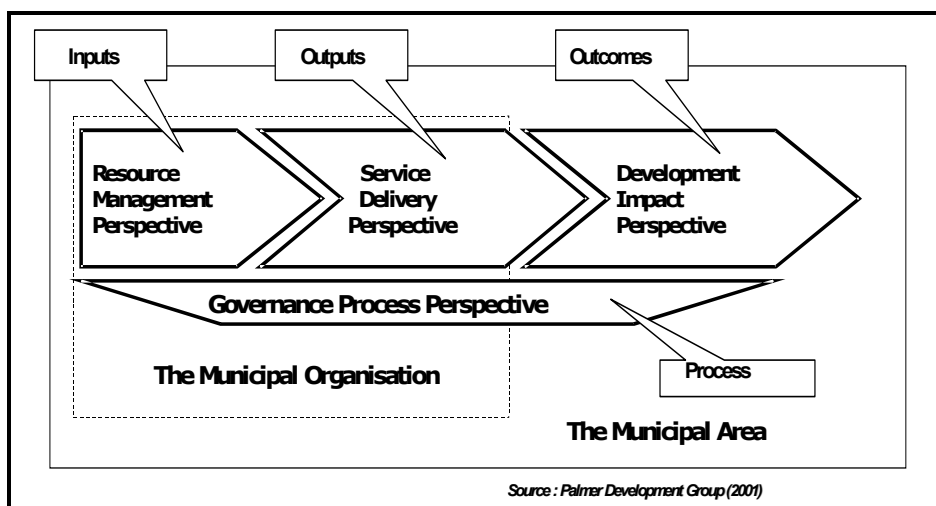 Inputs
Outputs
Outcomes
Resource
Management
Perspective
Service
Delivery
Perspective
Development
Impact
Perspective
Governance Process Perspective
The Municipal Organisation
Process
The Municipal Area
Source : Palmer Development Group (2001)